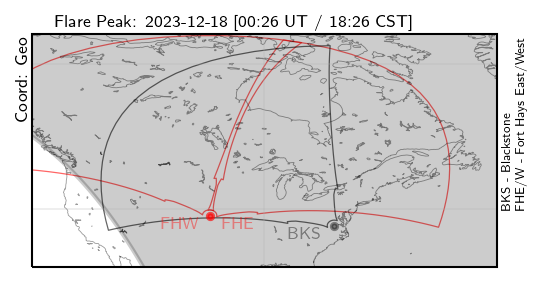 Flare Peak: 2023-12-18 [00:26 UT / 18:26 CST]
Coord: Geo
FHW
FHE
BKS
BKS - Blackstone
FHE/W - Fort Hays East/West